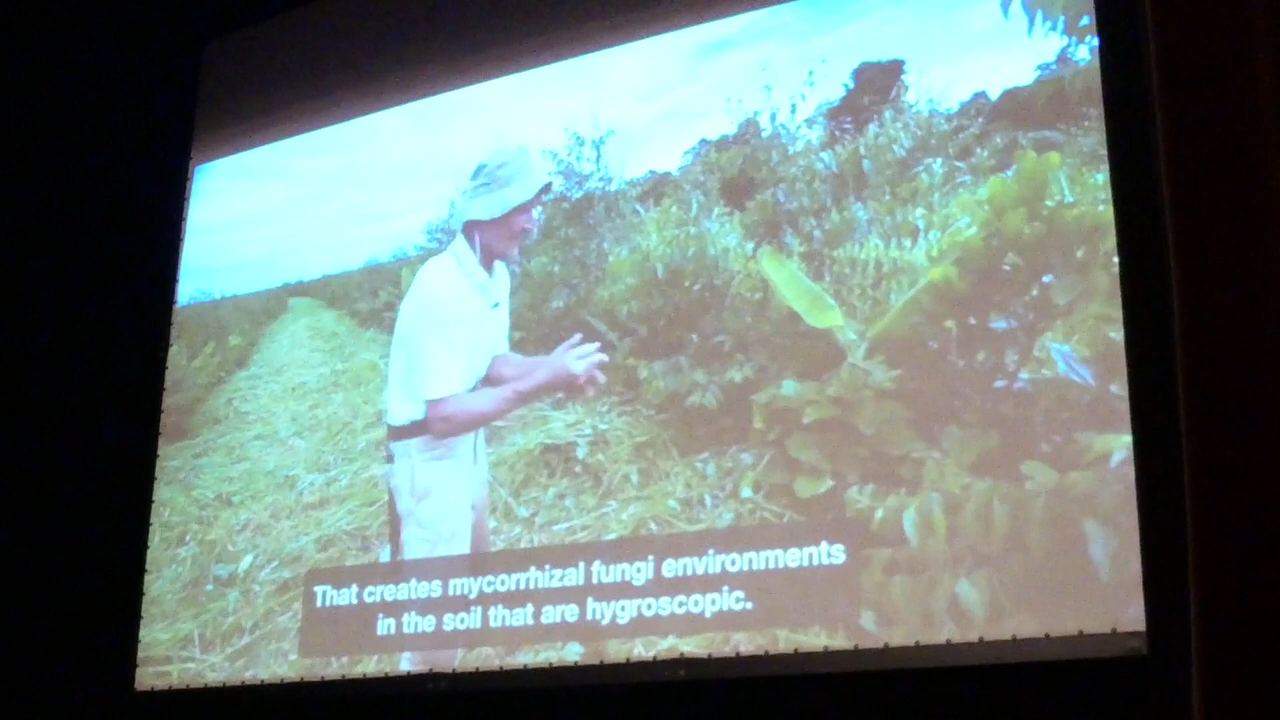 That creates mycorrhizal fungi environments
in the soil that are hygroscopic.